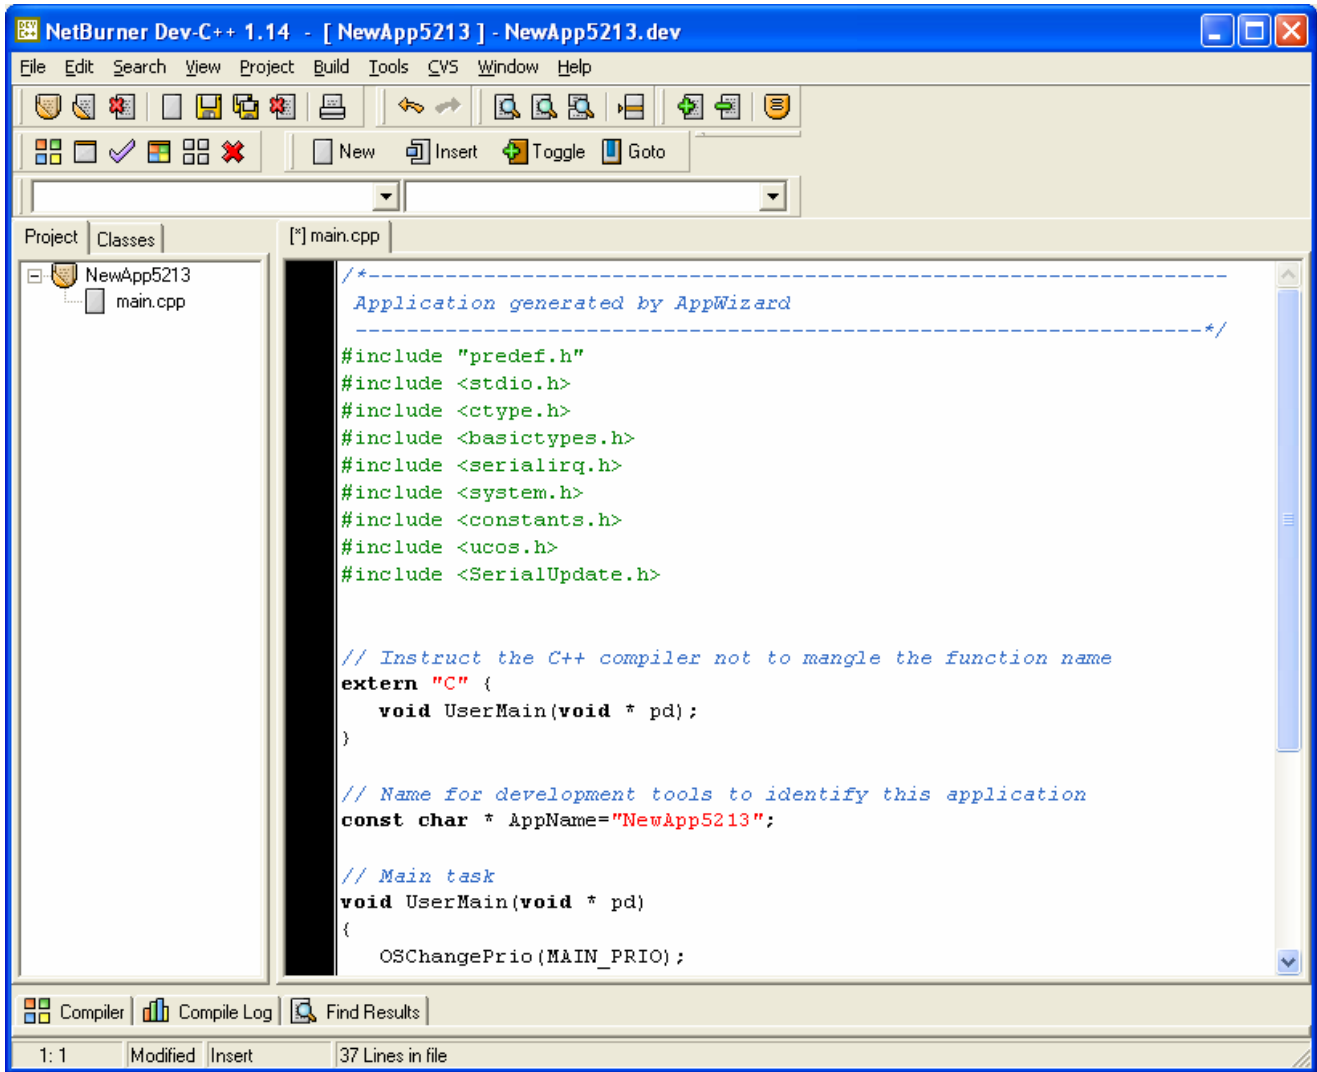 NetBurner Dev-C++ 1.14 - [ NewApp5213 ] - NewApp5213.dev
File Edit Search View Project Build Tools CVS Window Help
New Insert Toggle Goto
Project Classes
[*] main.cpp
NewApp5213
main.cpp
/*-------------------------------------------------------------------
Application generated by AppWizard
------------------------------------------------------------------*/
#include "predef.h"
#include <stdio.h>
#include <ctype.h>
#include <basictypes.h>
#include <serialirq.h>
#include <system.h>
#include <constants.h>
#include <ucos.h>
#include <SerialUpdate.h>
// Instruct the C++ compiler not to mangle the function name
extern "C" {
void UserMain(void * pd);
}
// Name for development tools to identify this application
const char * AppName="NewApp5213";
// Main task
void UserMain(void * pd)
{
OSChangePrio(MAIN_PRIO);
Compiler Compile Log Find Results
1: 1 Modified Insert 37 Lines in file